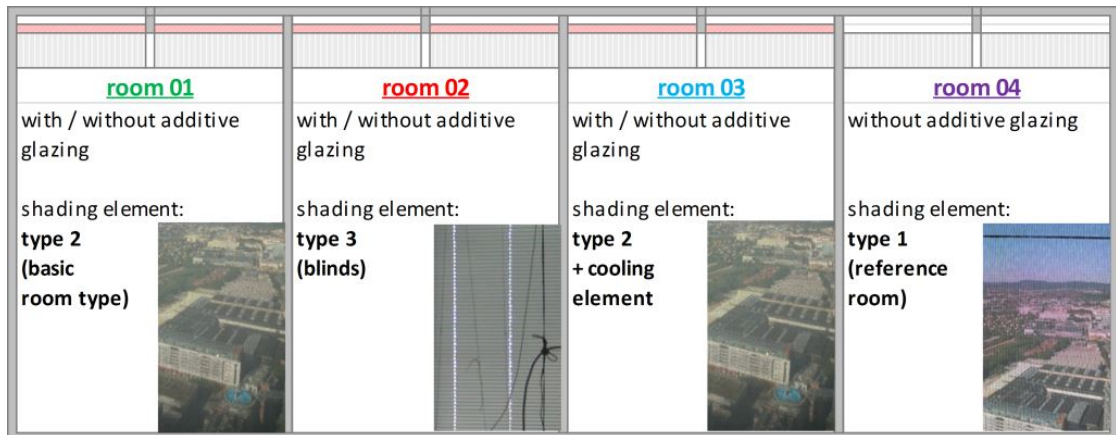 room 01
with / without additive
glazing
shading element:
type 2
(basic
room type)
room 02
with / without additive
glazing
shading element:
type 3
(blinds)
room 03
with / without additive
glazing
shading element:
type 2
+ cooling
element
room 04
without additive glazing
shading element:
type 1
(reference
room)